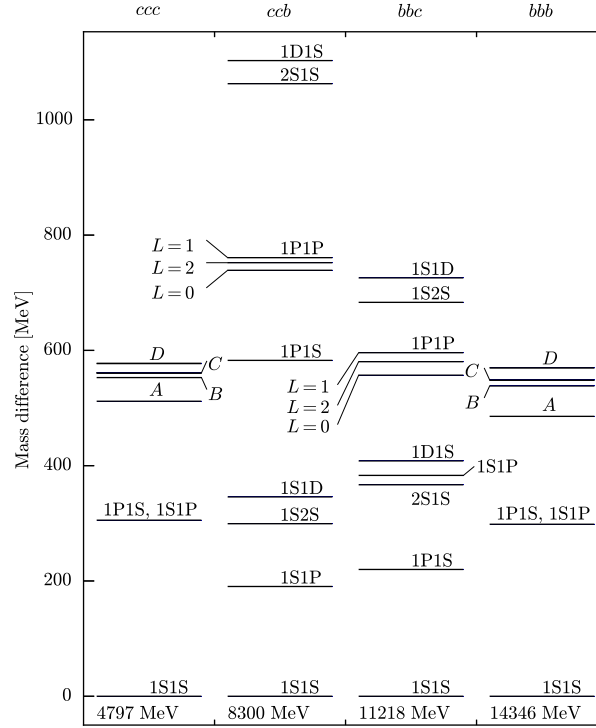 ccc ccb bbc bbb
1D1S
2S1S
1000
L = 1
1P1P
800
L = 2
L = 0
1S1D
1S2S
600
D
C
1P1S
1P1P
C
D
A
B
L = 1
L = 2
L = 0
B
A
400
1D1S
1S1P
1S1D
2S1S
1P1S, 1S1P
1S2S
1P1S, 1S1P
200
1S1P
1P1S
0
1S1S 1S1S 1S1S 1S1S
4797 MeV 8300 MeV 11218 MeV 14346 MeV
Mass difference [MeV]